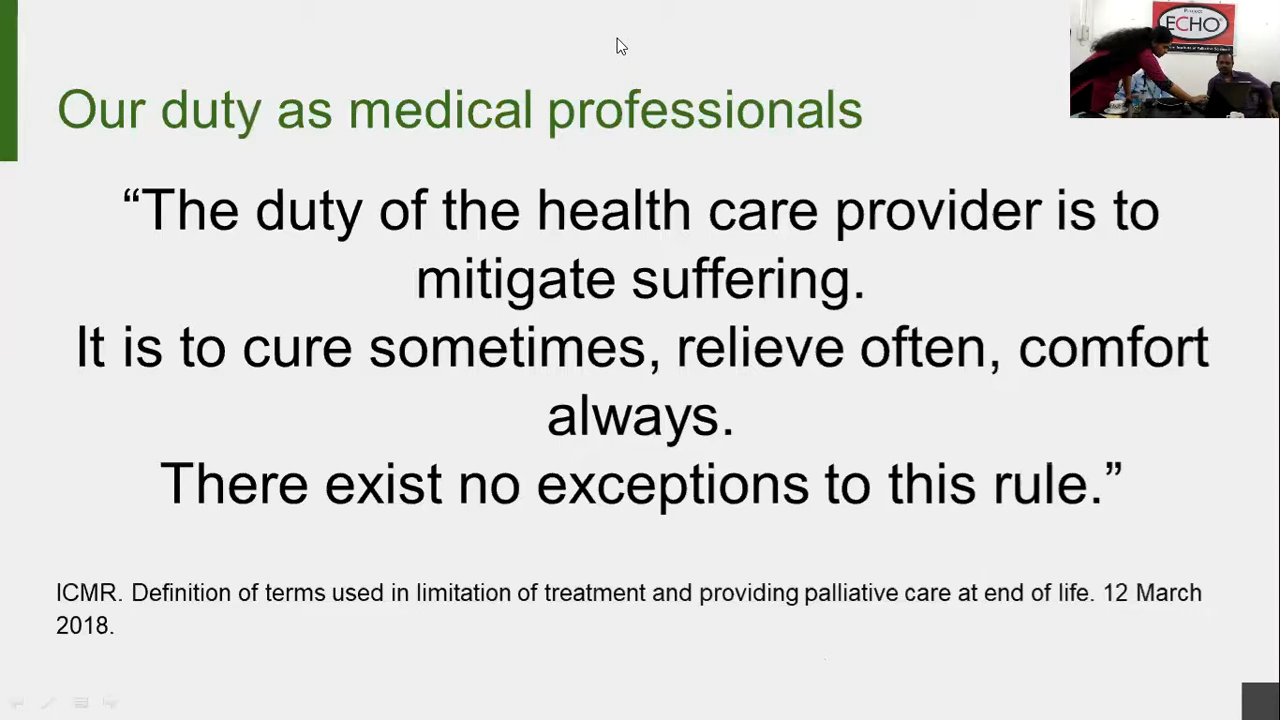 Project
ECHO
Our duty as medical professionals
“The duty of the health care provider is to
mitigate suffering.
It is to cure sometimes, relieve often, comfort
always.
There exist no exceptions to this rule.”
ICMR. Definition of terms used in limitation of treatment and providing palliative care at end of life. 12 March
2018.